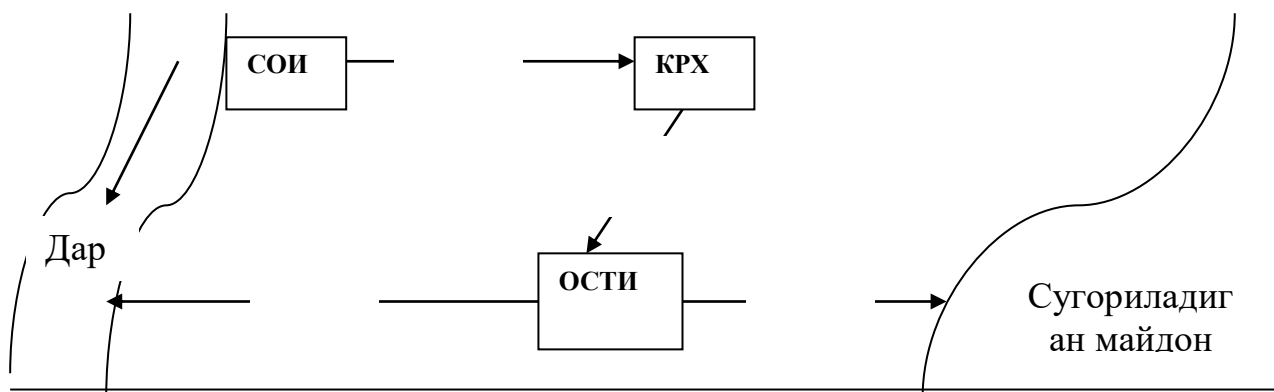 СОИ
КРХ
Дар
ОСТИ
Сугориладиг
ан майдон